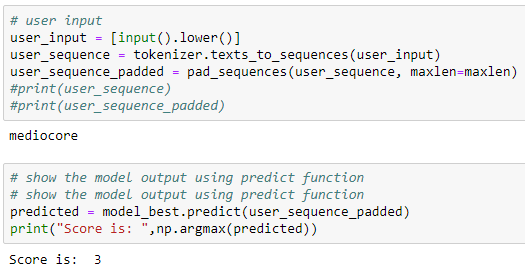 # user input
user_input = [input().lower()]
user_sequence = tokenizer.texts_to_sequences(user_input)
user_sequence_padded = pad_sequences(user_sequence, maxlen=maxlen)
#print(user_sequence)
#print(user_sequence_padded)
mediocore
# show the model output using predict function
# show the model output using predict function
predicted = model_best.predict(user_sequence_padded)
print("Score is: ",np.argmax(predicted))
Score is:  3